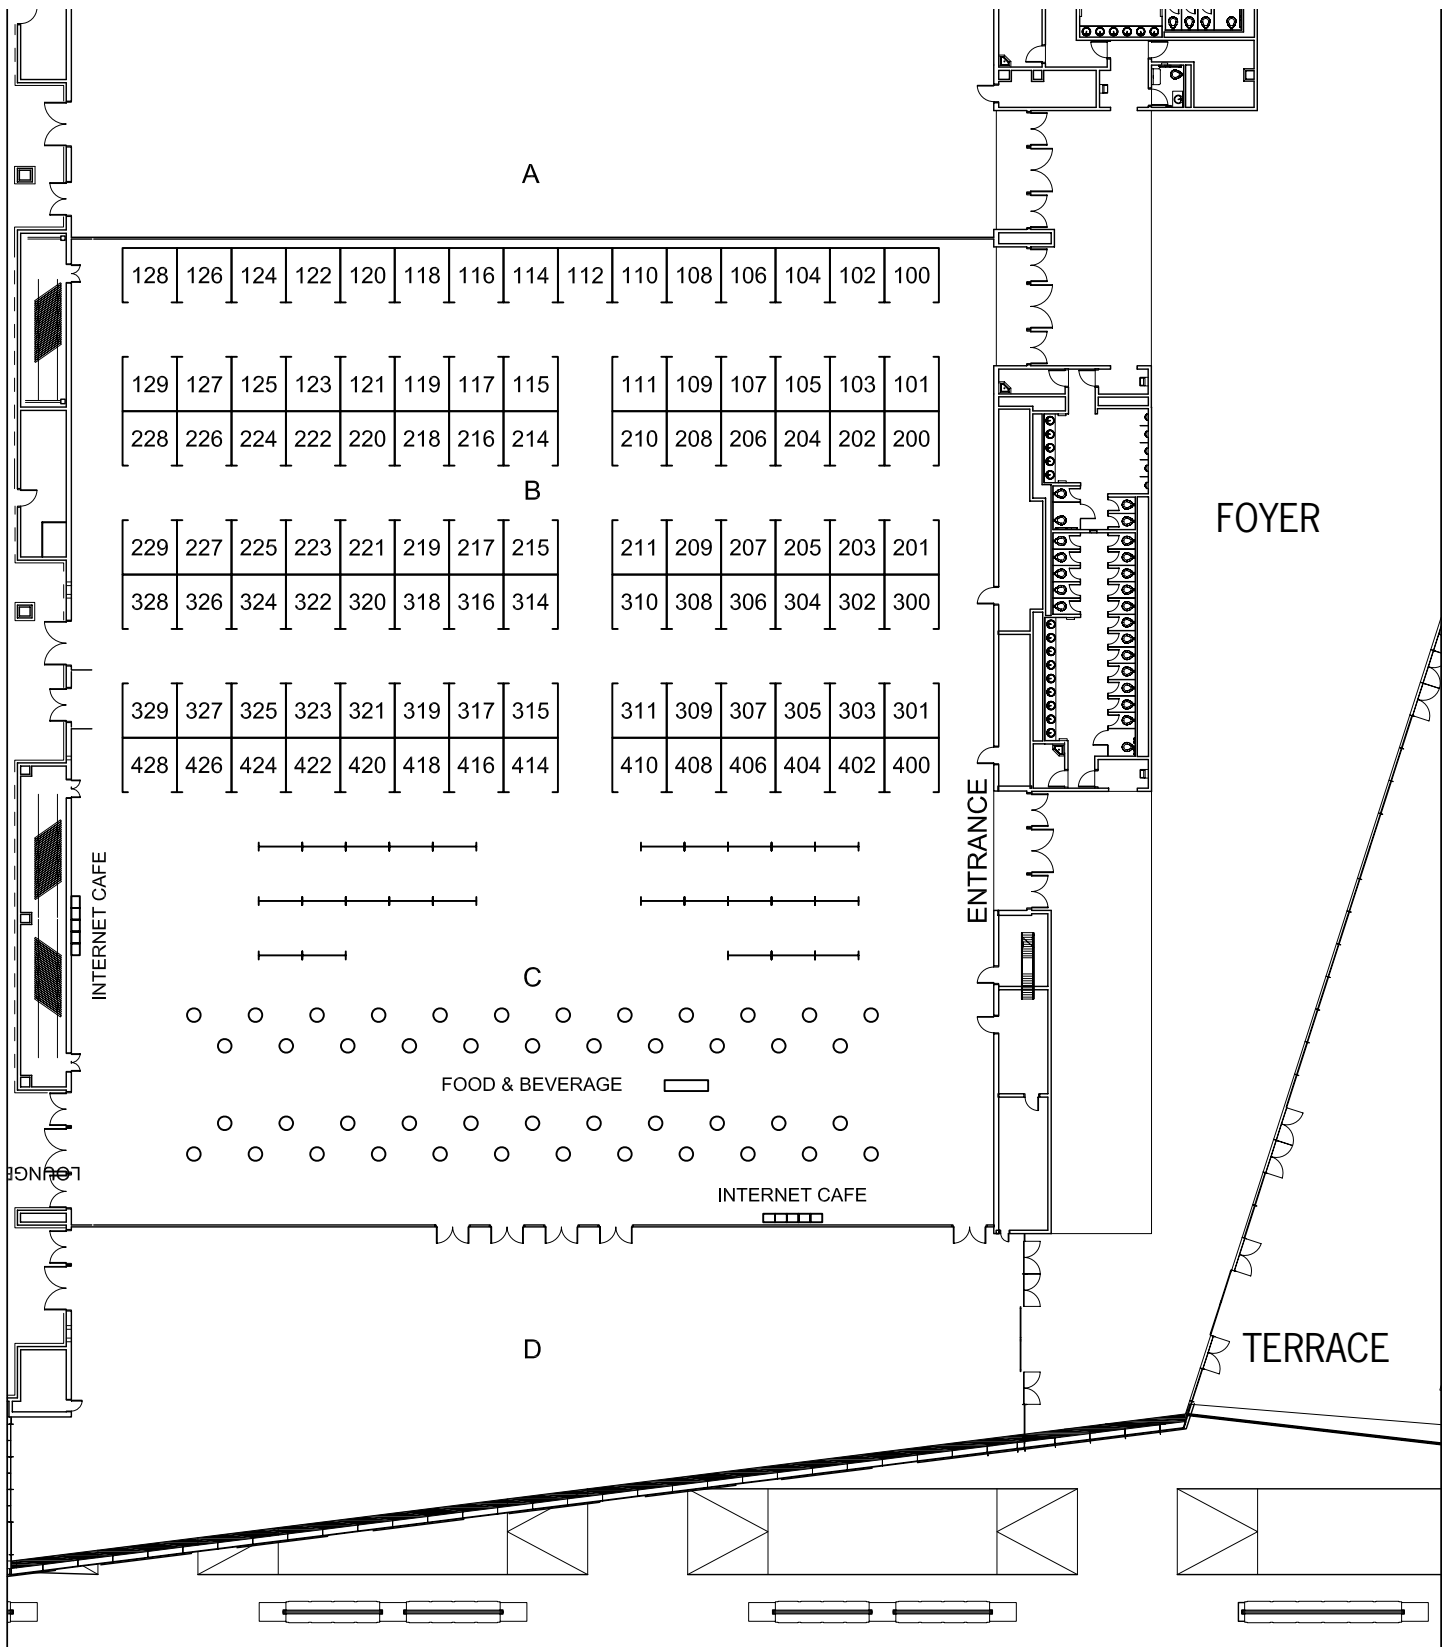 A
128 126 124 122 120 118 116 114 112 110 108 106 104 102 100
129 127 125 123 121 119 117 115 111 109 107 105 103 101
228 226 224 222 220 218 216 214 210 208 206 204 202 200
B
FOYER
229 227 225 223 221 219 217 215 211 209 207 205 203 201
328 326 324 322 320 318 316 314 310 308 306 304 302 300
329 327 325 323 321 319 317 315 311 309 307 305 303 301
428 426 424 422 420 418 416 414 410 408 406 404 402 400
ENTRANCE
INTERNET CAFE
C
FOOD & BEVERAGE
LOUNGE
INTERNET CAFE
D
TERRACE